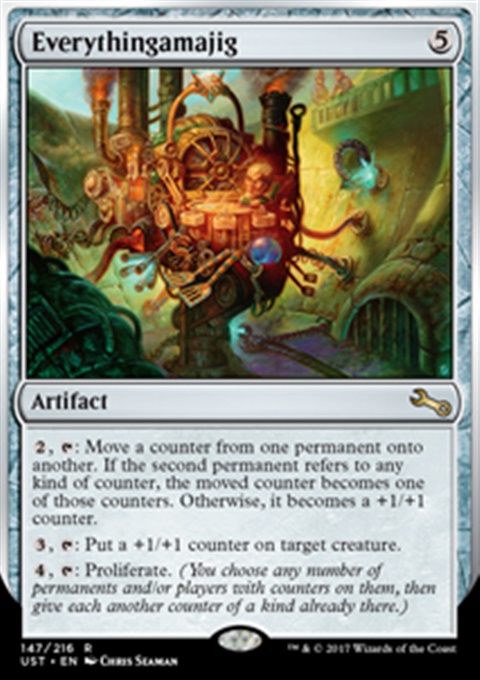 Everythingamajig 5
Artifact
2, T: Move a counter from one permanent onto
another. If the second permanent refers to any
kind of counter, the moved counter becomes one
of those counters. Otherwise, it becomes a +1/+1
counter.
3, T: Put a +1/+1 counter on target creature.
4, T: Proliferate. (You choose any number of
permanents and/or players with counters on them, then
give each another counter of a kind already there.)
147/216 R
UST • EN Chris Seaman ™ & © 2017 Wizards of the Coast